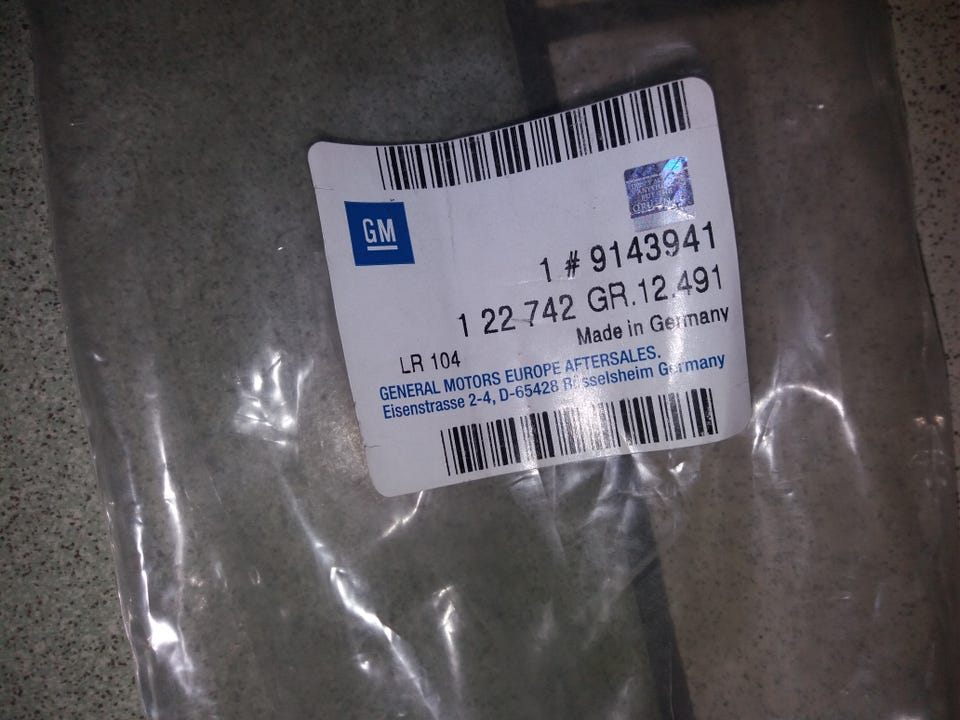 GM
1 # 9143941
1 22 742 GR.12.491
Made in Germany
LR 104
GENERAL MOTORS EUROPE AFTERSALES.
Eisenstrasse 2-4, D-65428 Rüsselsheim Germany